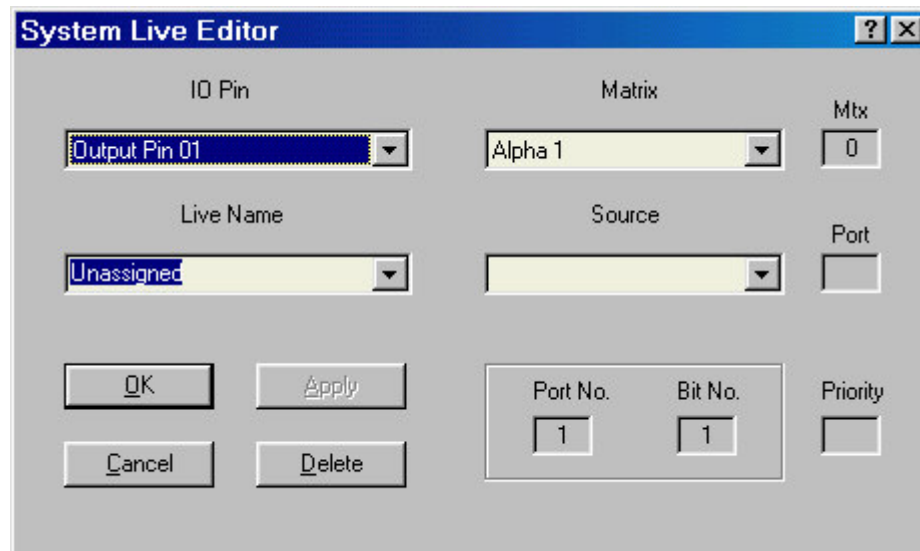 System Live Editor
IO Pin
Matrix
Mtx
Output Pin 01
Alpha 1
0
Live Name
Source
Port
Unassigned
OK
Apply
Port No.
Bit No.
Priority
1
1
Cancel
Delete